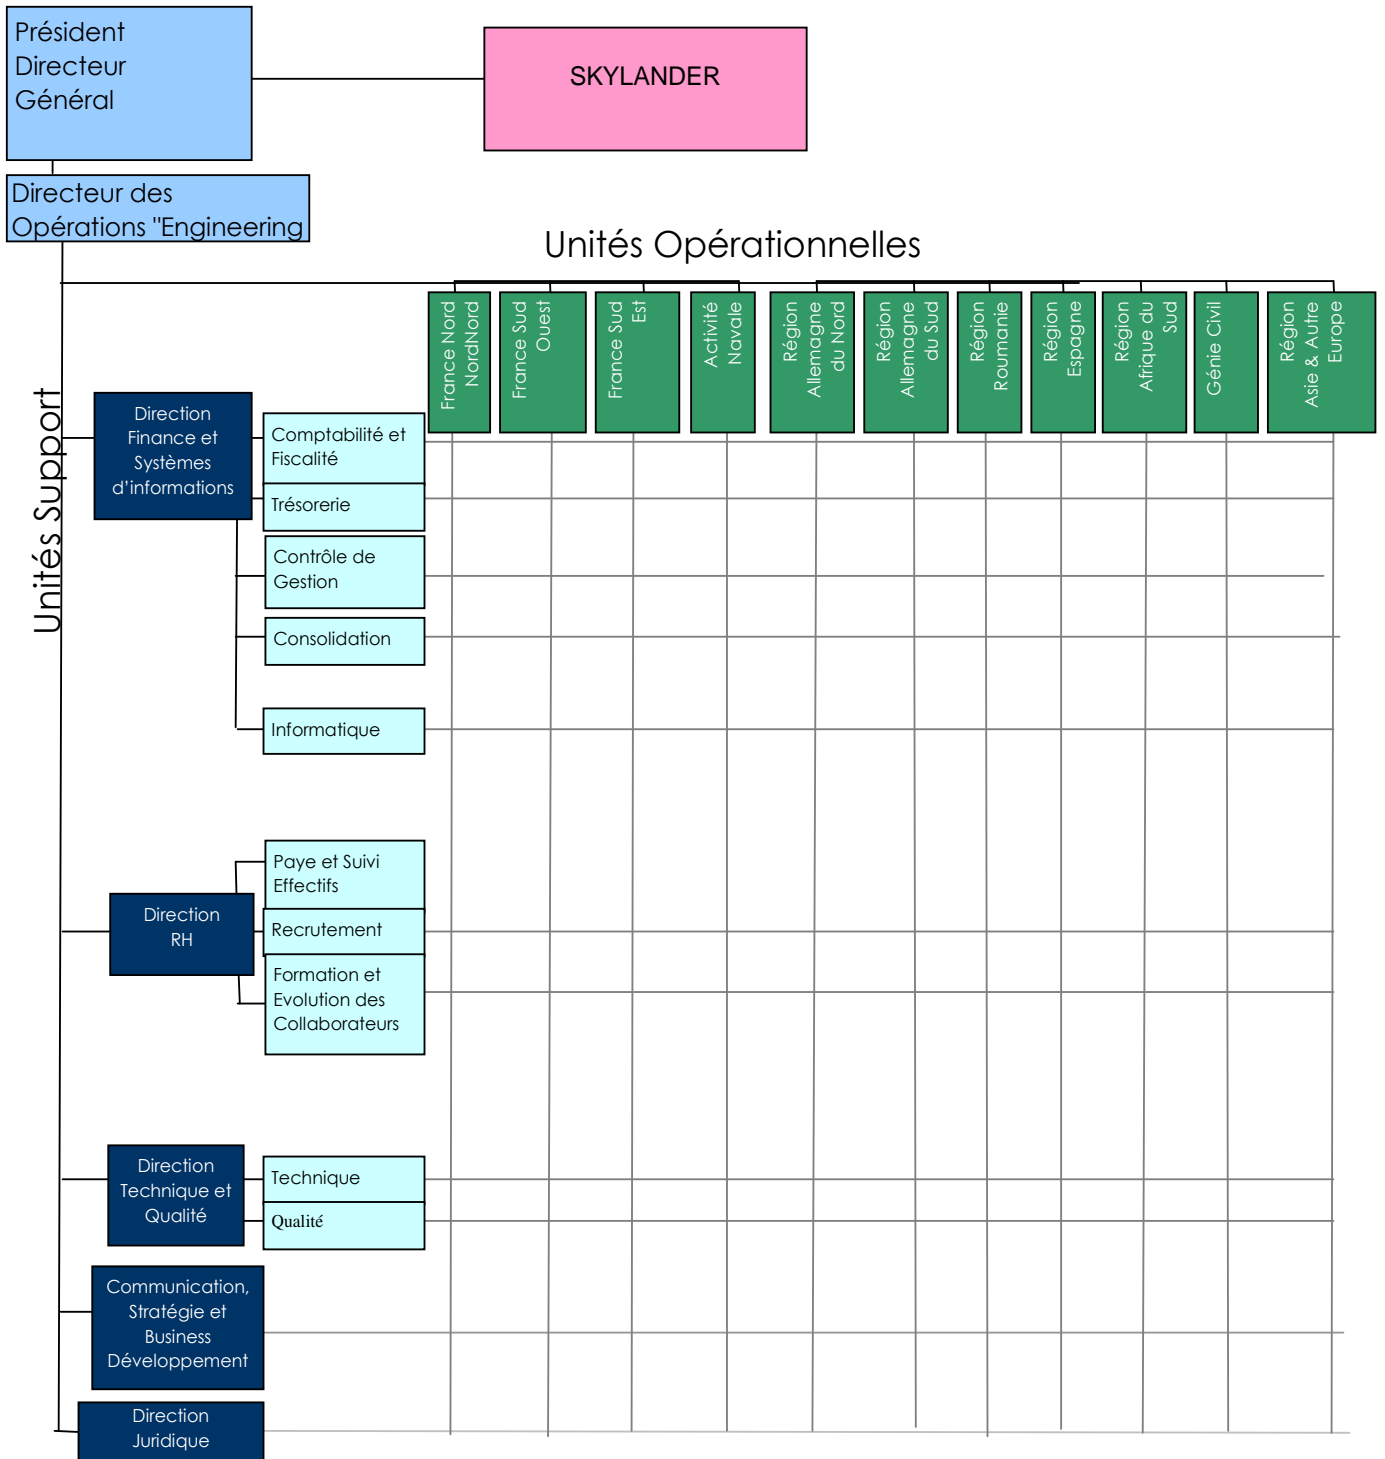 Président
Directeur
Général
SKYLANDER
Directeur des
Opérations "Engineering
Unités Opérationnelles
France Nord
NordNord
France Sud
Ouest
France Sud
Est
Activité
Navale
Région
Allemagne
du Nord
Région
Allemagne
du Sud
Région
Roumanie
Région
Espagne
Région
Afrique du
Sud
Génie Civil
Région
Asie & Autre
Europe
Unités Support
Direction
Finance et
Systèmes
d’informations
Comptabilité et
Fiscalité
Trésorerie
Contrôle de
Gestion
Consolidation
Informatique
Direction
RH
Paye et Suivi
Effectifs
Recrutement
Formation et
Evolution des
Collaborateurs
Direction
Technique et
Qualité
Technique
Qualité
Communication,
Stratégie et
Business
Développement
Direction
Juridique